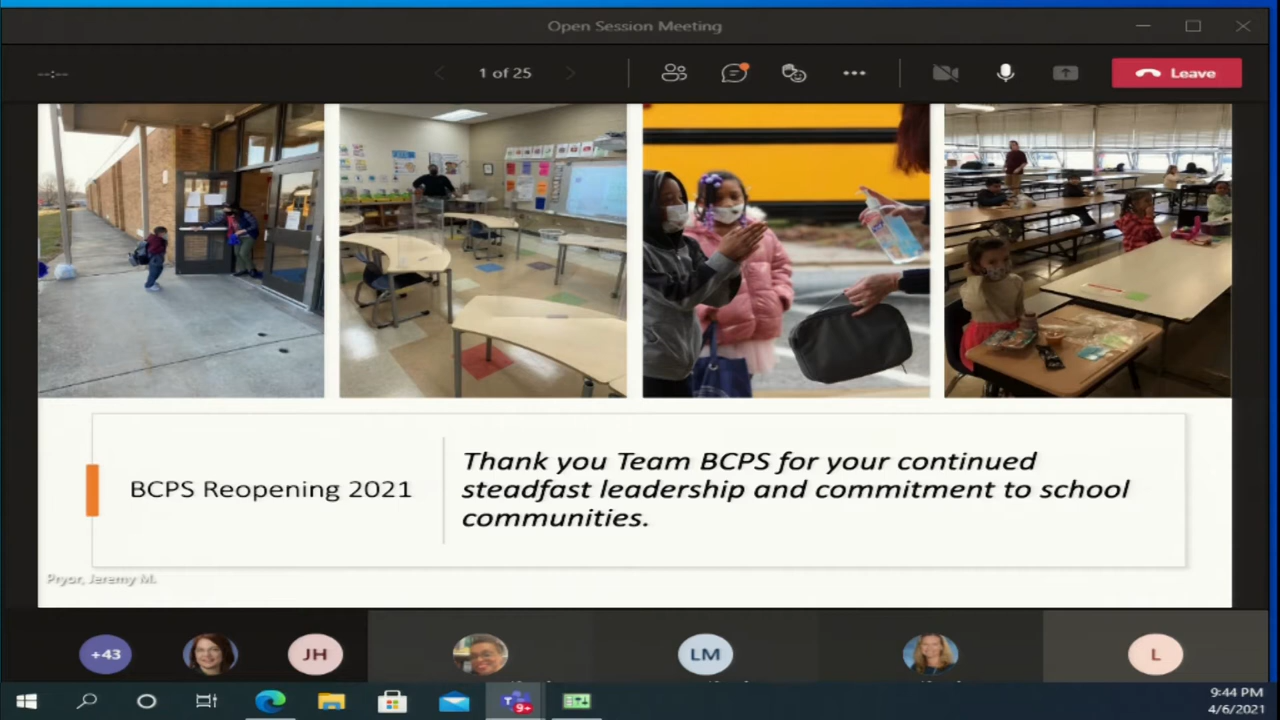 Open Session Meeting
--:--
1 of 25
Leave
BCPS Reopening 2021
Thank you Team BCPS for your continued
steadfast leadership and commitment to school
communities.
Pryor, Jeremy M.
+43
JH
LM
L
T
9+
9:44 PM
4/6/2021